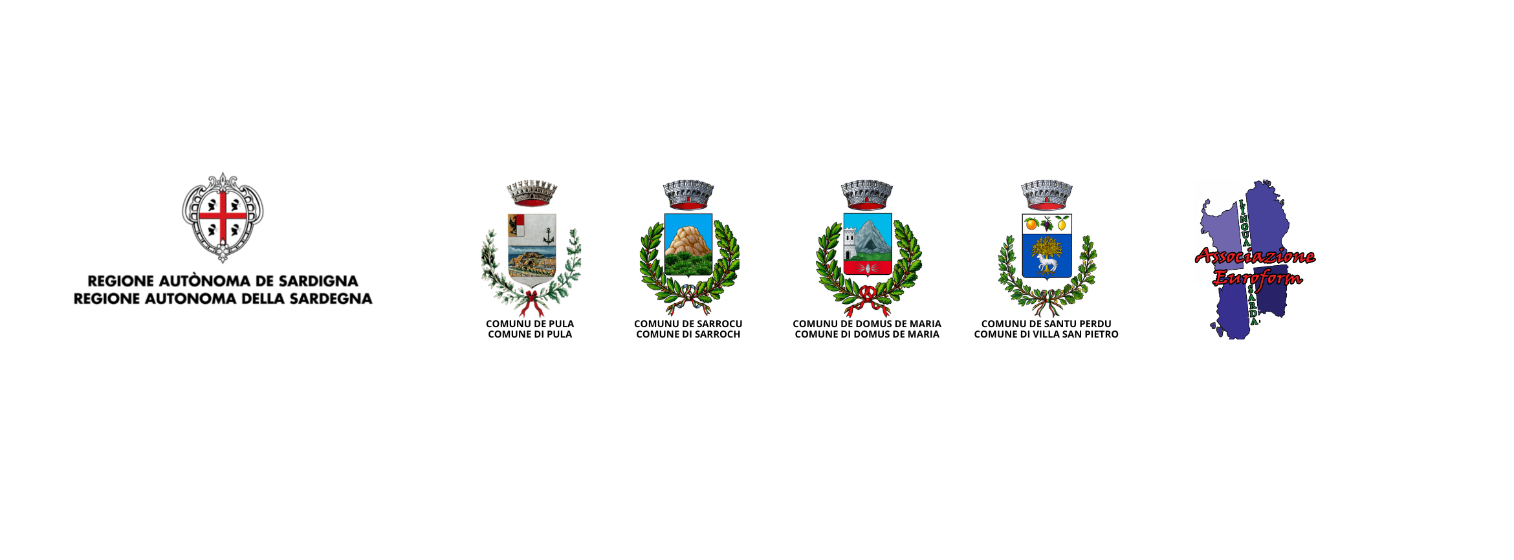 REGIONE AUTÒNOMA DE SARDIGNA
REGIONE AUTONOMA DELLA SARDEGNA
COMUNU DE PULA
COMUNE DI PULA
COMUNU DE SARROCU
COMUNE DI SARROCH
COMUNU DE DOMUS DE MARIA
COMUNE DI DOMUS DE MARIA
COMUNU DE SANTU PERDU
COMUNE DI VILLA SAN PIETRO
LINGUA SARDA
Associazione
Euroform